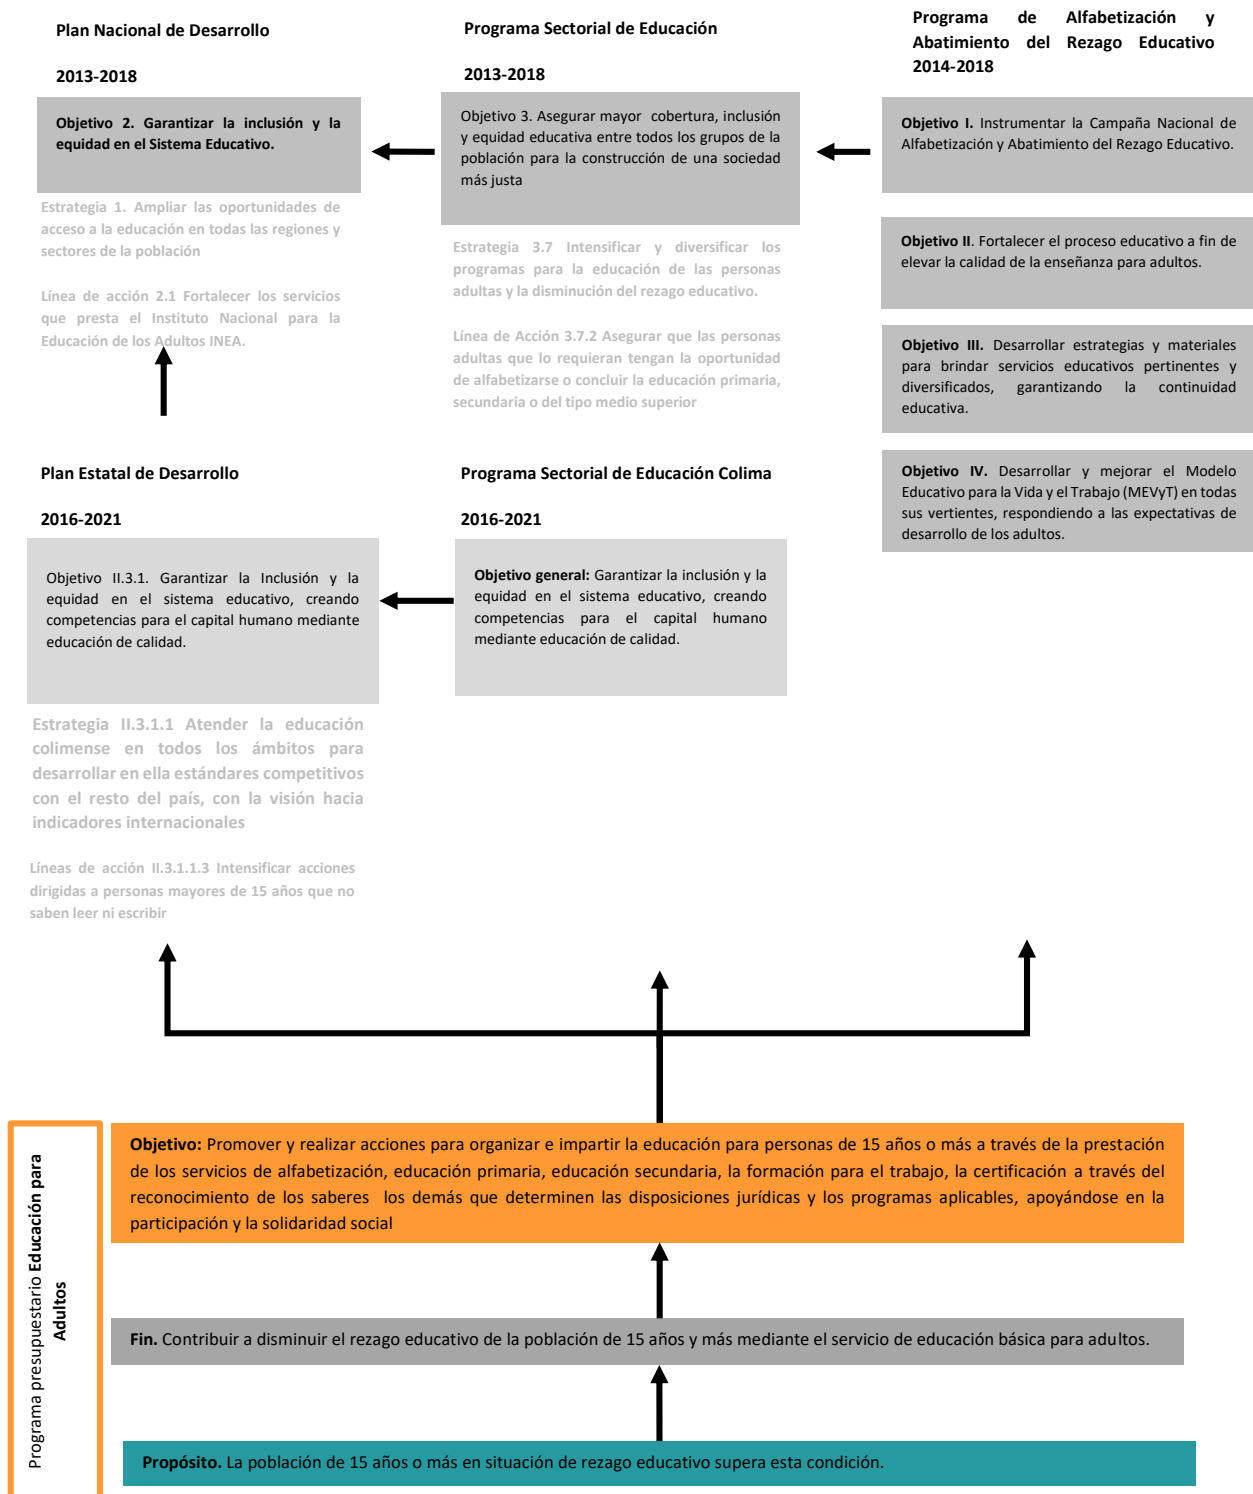 Plan Nacional de Desarrollo
2013-2018
Objetivo 2. Garantizar la inclusión y la
equidad en el Sistema Educativo.
Estrategia 1. Ampliar las oportunidades de
acceso a la educación en todas las regiones y
sectores de la población
Línea de acción 2.1 Fortalecer los servicios
que presta el Instituto Nacional para la
Educación de los Adultos INEA.
Programa Sectorial de Educación
2013-2018
Objetivo 3. Asegurar mayor cobertura, inclusión
y equidad educativa entre todos los grupos de la
población para la construcción de una sociedad
más justa
Estrategia 3.7 Intensificar y diversificar los
programas para la educación de las personas
adultas y la disminución del rezago educativo.
Línea de Acción 3.7.2 Asegurar que las personas
adultas que lo requieran tengan la oportunidad
de alfabetizarse o concluir la educación primaria,
secundaria o del tipo medio superior
Programa de Alfabetización y
Abatimiento del Rezago Educativo
2014-2018
Objetivo I. Instrumentar la Campaña Nacional de
Alfabetización y Abatimiento del Rezago Educativo.
Objetivo II. Fortalecer el proceso educativo a fin de
elevar la calidad de la enseñanza para adultos.
Objetivo III. Desarrollar estrategias y materiales
para brindar servicios educativos pertinentes y
diversificados, garantizando la continuidad
educativa.
Objetivo IV. Desarrollar y mejorar el Modelo
Educativo para la Vida y el Trabajo (MEVyT) en todas
sus vertientes, respondiendo a las expectativas de
desarrollo de los adultos.
Plan Estatal de Desarrollo
2016-2021
Objetivo II.3.1. Garantizar la Inclusión y la
equidad en el sistema educativo, creando
competencias para el capital humano mediante
educación de calidad.
Estrategia II.3.1.1 Atender la educación
colimense en todos los ámbitos para
desarrollar en ella estándares competitivos
con el resto del país, con la visión hacia
indicadores internacionales
Líneas de acción II.3.1.1.3 Intensificar acciones
dirigidas a personas mayores de 15 años que no
saben leer ni escribir
Programa Sectorial de Educación Colima
2016-2021
Objetivo general: Garantizar la inclusión y la
equidad en el sistema educativo, creando
competencias para el capital humano
mediante educación de calidad.
Programa presupuestario Educación para
Adultos
Objetivo: Promover y realizar acciones para organizar e impartir la educación para personas de 15 años o más a través de la prestación
de los servicios de alfabetización, educación primaria, educación secundaria, la formación para el trabajo, la certificación a través del
reconocimiento de los saberes los demás que determinen las disposiciones jurídicas y los programas aplicables, apoyándose en la
participación y la solidaridad social
Fin. Contribuir a disminuir el rezago educativo de la población de 15 años y más mediante el servicio de educación básica para adultos.
Propósito. La población de 15 años o más en situación de rezago educativo supera esta condición.